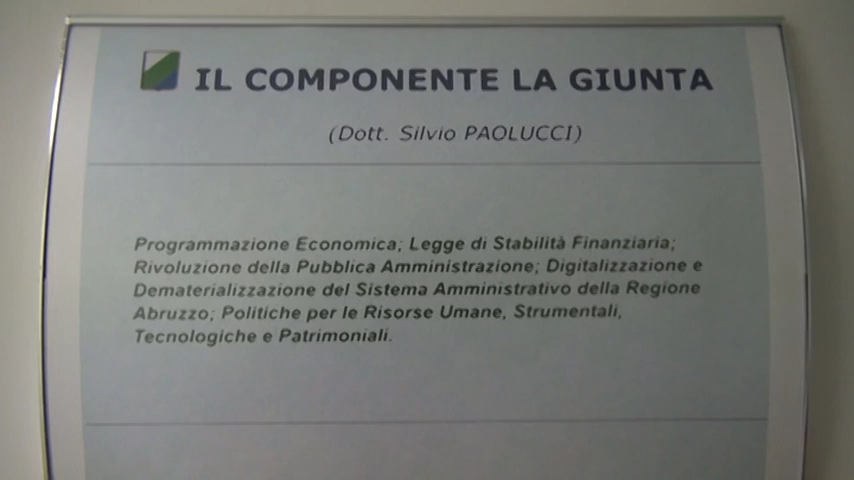 IL COMPONENTE LA GIUNTA
(Dott. Silvio PAOLUCCI)
Programmazione Economica; Legge di Stabilità Finanziaria;
Rivoluzione della Pubblica Amministrazione; Digitalizzazione e
Dematerializzazione del Sistema Amministrativo della Regione
Abruzzo; Politiche per le Risorse Umane, Strumentali,
Tecnologiche e Patrimoniali.